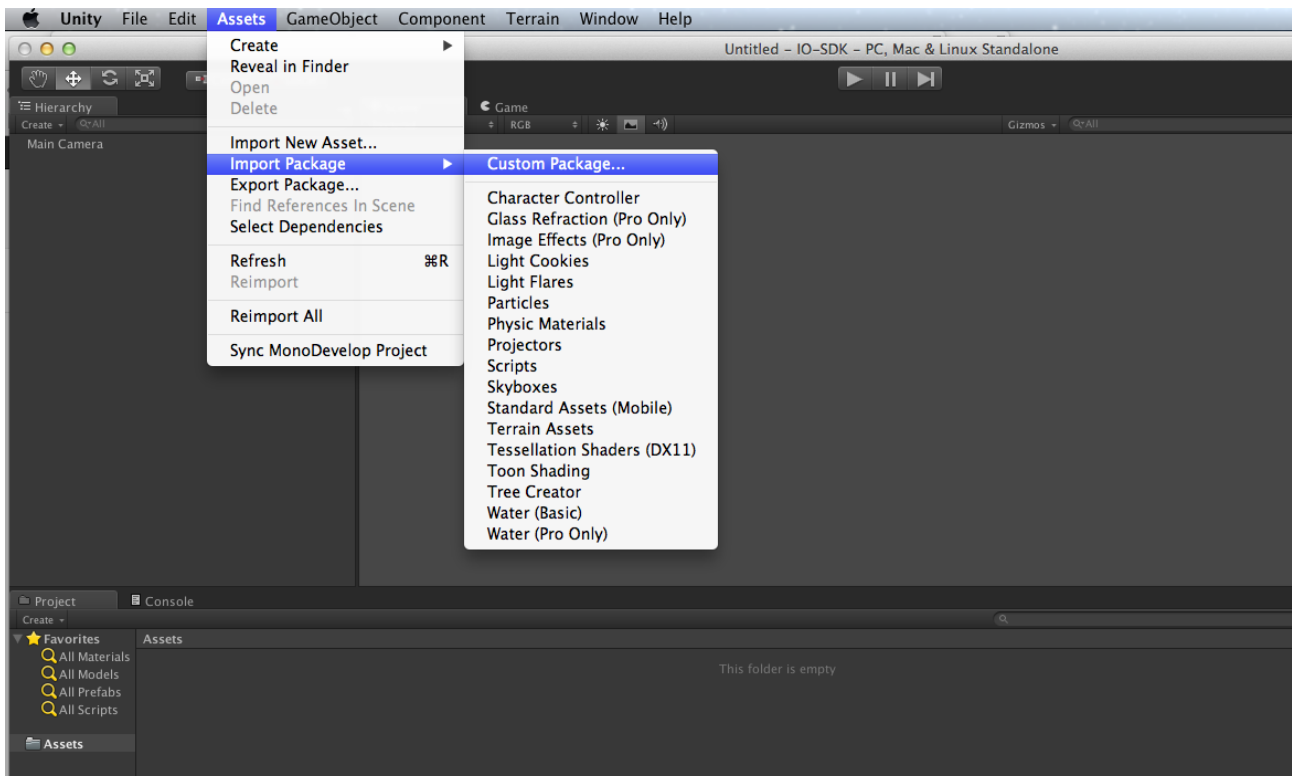 Unity File Edit Assets GameObject Component Terrain Window Help
Untitled – IO-SDK – PC, Mac & Linux Standalone
Create
Reveal in Finder
Open
Delete
Import New Asset...
Import Package
Export Package...
Find References In Scene
Select Dependencies
Refresh ⌘R
Reimport
Reimport All
Sync MonoDevelop Project
Custom Package...
Character Controller
Glass Refraction (Pro Only)
Image Effects (Pro Only)
Light Cookies
Light Flares
Particles
Physic Materials
Projectors
Scripts
Skyboxes
Standard Assets (Mobile)
Terrain Assets
Tessellation Shaders (DX11)
Toon Shading
Tree Creator
Water (Basic)
Water (Pro Only)
Hierarchy
Create All
Main Camera
Game
RGB Gizmos All
Project Console
Create
Favorites Assets
All Materials
All Models
All Prefabs
All Scripts
Assets
This folder is empty